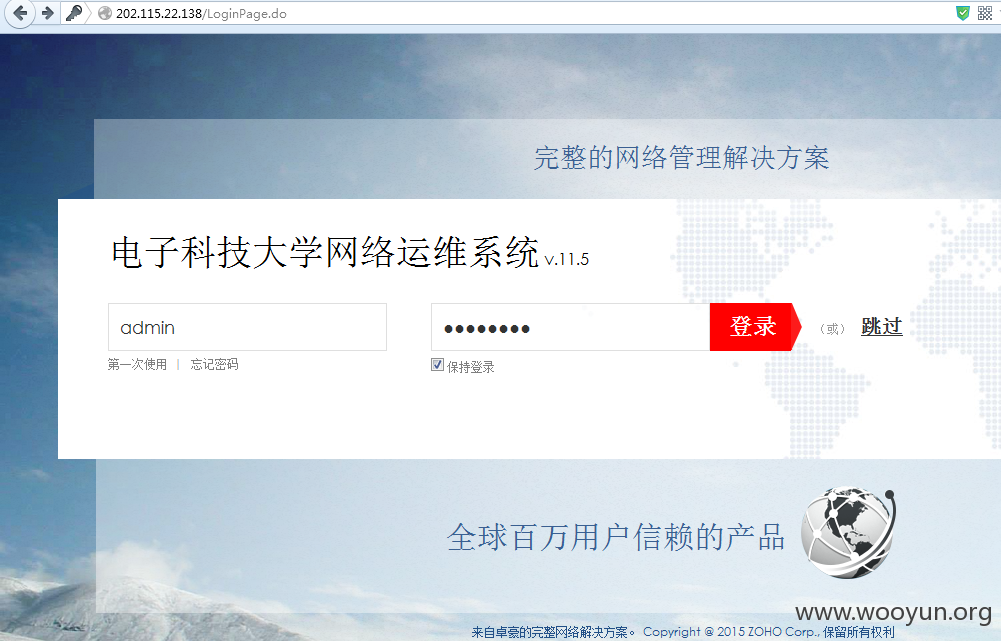 202.115.22.138/LoginPage.do
完整的网络管理解决方案
电子科技大学网络运维系统 v.11.5
admin
登录 （或） 跳过
第一次使用 | 忘记密码
保持登录
全球百万用户信赖的产品
www.wooyun.org
来自卓豪的完整网络解决方案。 Copyright @ 2015 ZOHO Corp., 保留所有权利